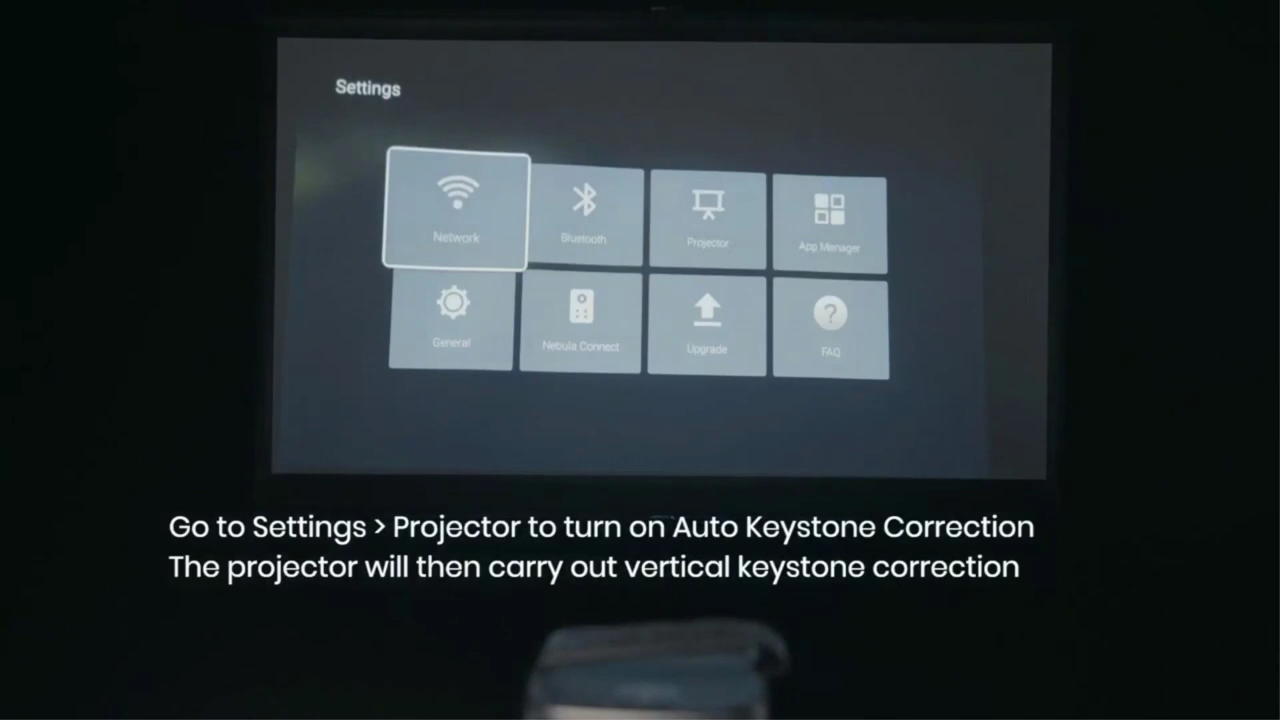 Settings
Network
Bluetooth
Projector
App Manager
General
Nebula Connect
Upgrade
FAQ
Go to Settings > Projector to turn on Auto Keystone Correction
The projector will then carry out vertical keystone correction